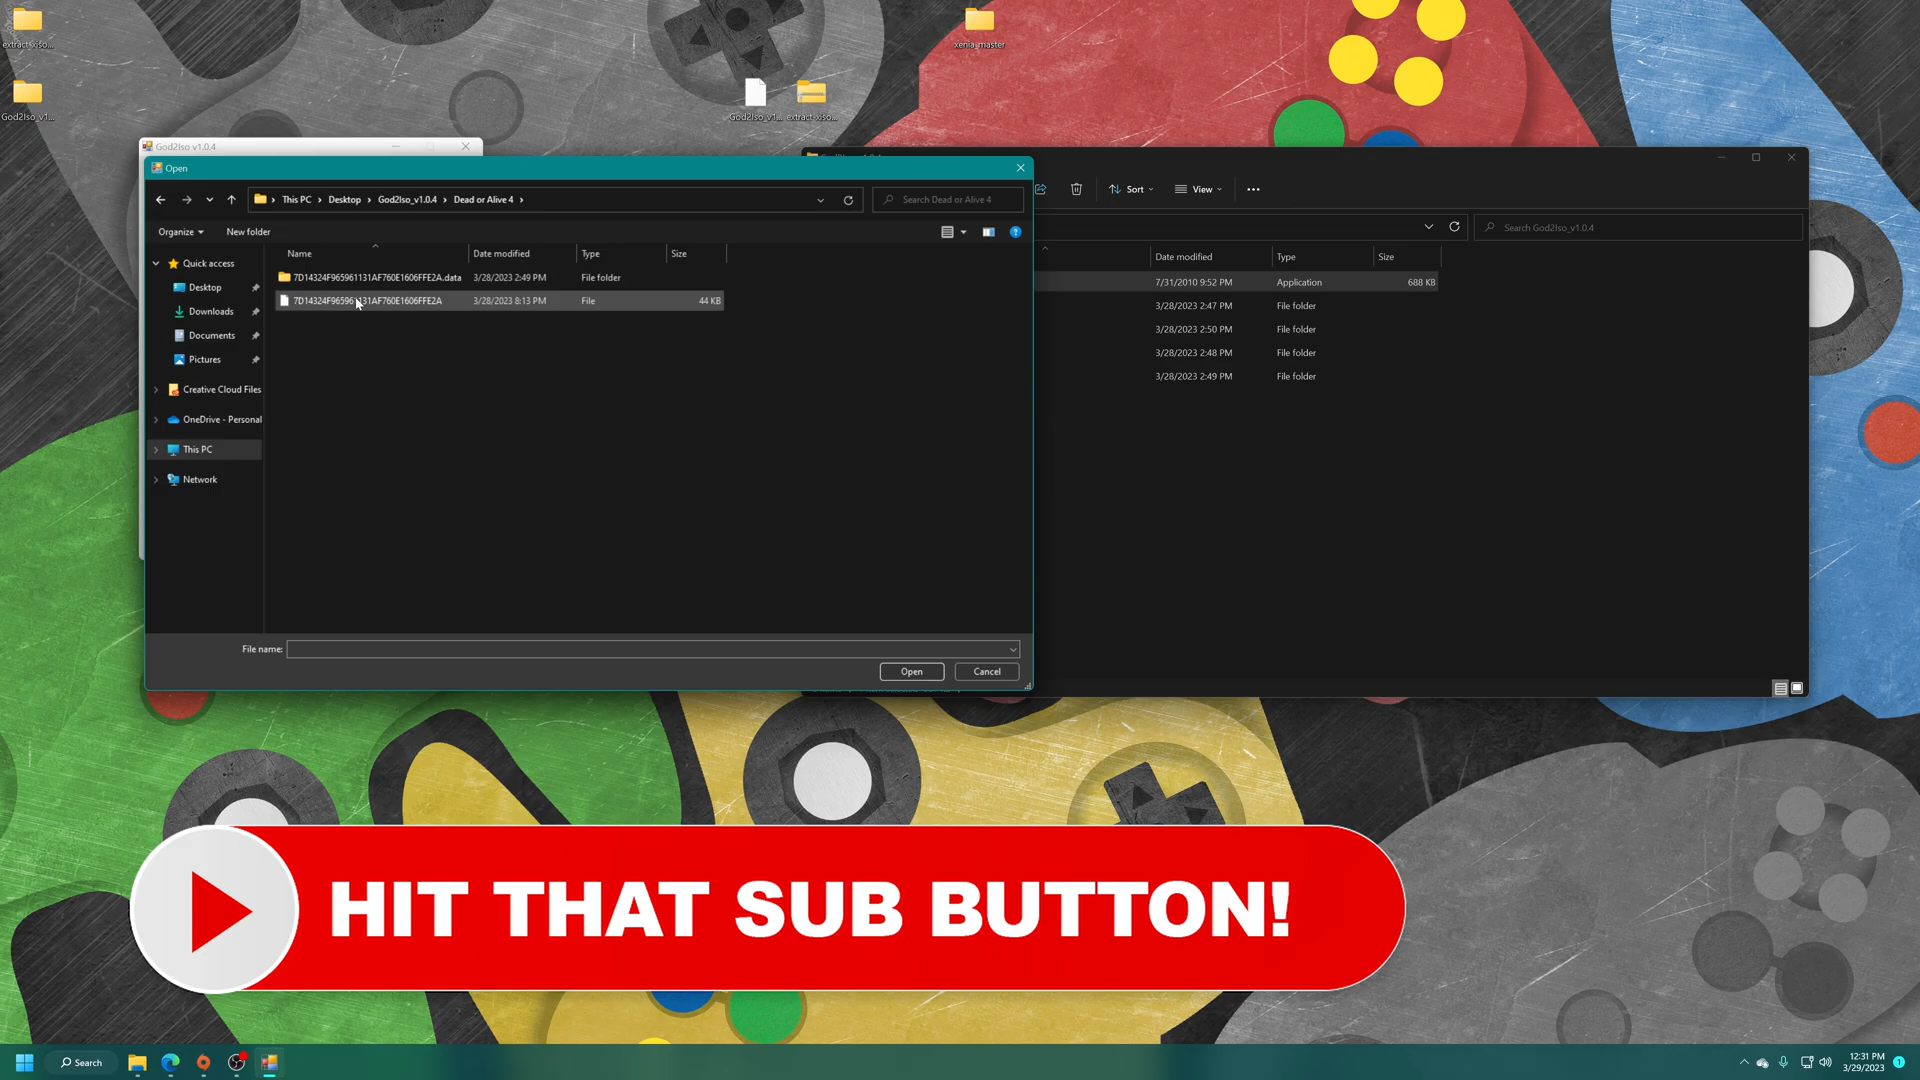 extract-xiso...
xenia_master
God2Iso_v1....
God2Iso_v1....
extract-xiso...
God2Iso v1.0.4
Open
This PC > Desktop > God2Iso_v1.0.4 > Dead or Alive 4 >
Search Dead or Alive 4
Organize
New folder
Name
Date modified
Type
Size
7D14324F965961131AF760E1606FFE2A.data
3/28/2023 2:49 PM
File folder
7D14324F965961131AF760E1606FFE2A
3/28/2023 8:13 PM
File
44 KB
Quick access
Desktop
Downloads
Documents
Pictures
Creative Cloud Files
OneDrive - Personal
This PC
Network
File name:
Open
Cancel
Sort
View
Search God2Iso_v1.0.4
Date modified
Type
Size
7/31/2010 9:52 PM
Application
688 KB
3/28/2023 2:47 PM
File folder
3/28/2023 2:50 PM
File folder
3/28/2023 2:48 PM
File folder
3/28/2023 2:49 PM
File folder
HIT THAT SUB BUTTON!
Search
12:31 PM
3/29/2023
1